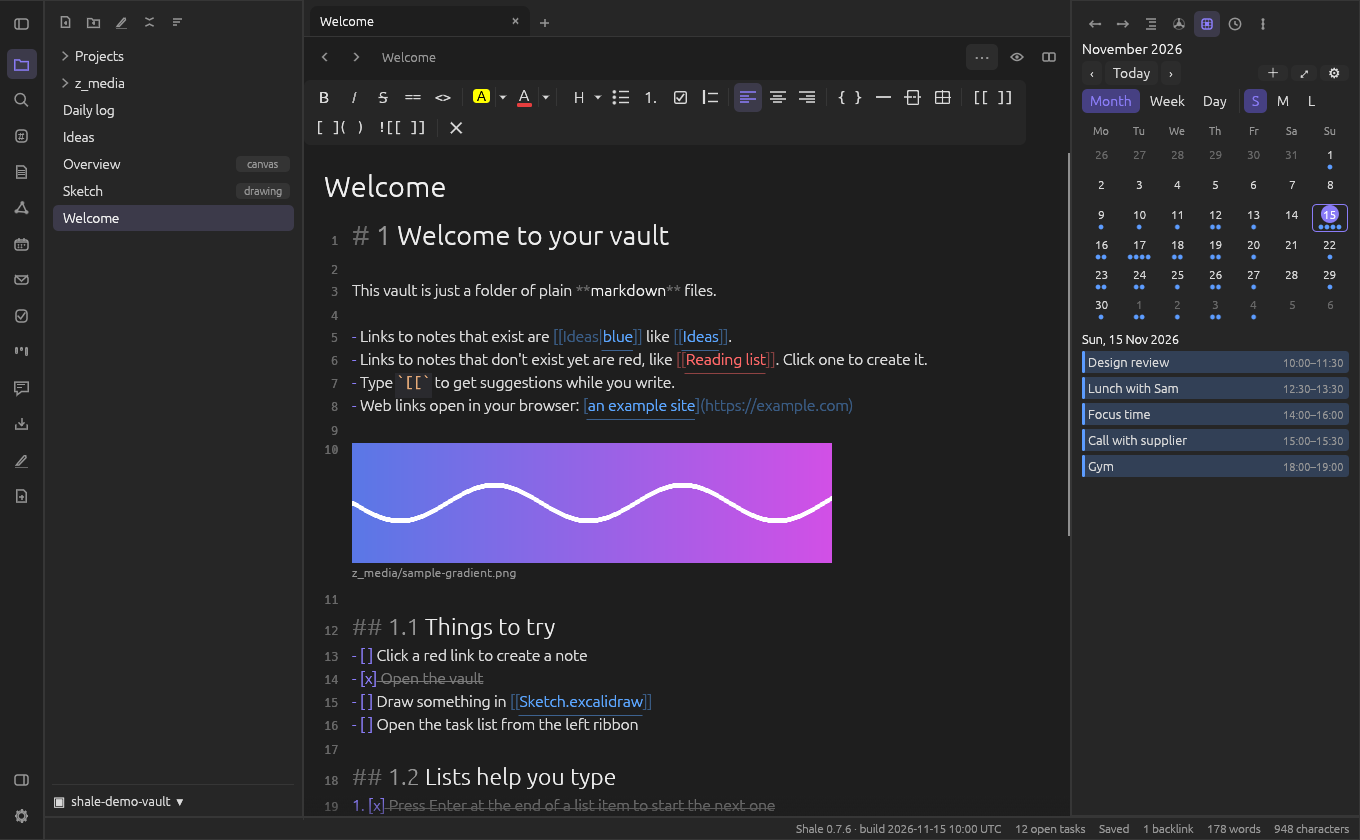 Projects
z_media
Daily log
Ideas
Overview canvas
Sketch drawing
Welcome
shale-demo-vault ▾
Welcome × +
Welcome ...
B I S == <> A A H 1. { } — [[ ]]
[ ]( ) ![[ ]] ×
Welcome
1 # 1 Welcome to your vault
2
3 This vault is just a folder of plain **markdown** files.
4
5 - Links to notes that exist are [[Ideas|blue]] like [[Ideas]].
6 - Links to notes that don't exist yet are red, like [[Reading list]]. Click one to create it.
7 - Type `[[` to get suggestions while you write.
8 - Web links open in your browser: [an example site](https://example.com)
9
10
z_media/sample-gradient.png
11
12 ## 1.1 Things to try
13 - [ ] Click a red link to create a note
14 - [x] Open the vault
15 - [ ] Draw something in [[Sketch.excalidraw]]
16 - [ ] Open the task list from the left ribbon
17
18 ## 1.2 Lists help you type
19 1. [x] Press Enter at the end of a list item to start the next one
November 2026
‹ Today › +
Month Week Day S M L
Mo Tu We Th Fr Sa Su
26 27 28 29 30 31 1
2 3 4 5 6 7 8
9 10 11 12 13 14 15
16 17 18 19 20 21 22
23 24 25 26 27 28 29
30 1 2 3 4 5 6
Sun, 15 Nov 2026
Design review 10:00–11:30
Lunch with Sam 12:30–13:30
Focus time 14:00–16:00
Call with supplier 15:00–15:30
Gym 18:00–19:00
Shale 0.7.6 · build 2026-11-15 10:00 UTC 12 open tasks Saved 1 backlink 178 words 948 characters